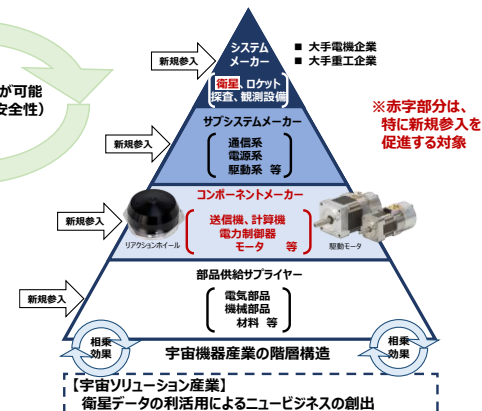 新規参入
システム
メーカー
■ 大手電機企業
■ 大手重工企業
衛星、ロケット
探査、観測設備
が可能
安全性）
※赤字部分は、
特に新規参入を
促進する対象
新規参入
サブシステムメーカー
通信系
電源系
駆動系 等
新規参入
コンポーネントメーカー
送信機、計算機
電力制御器
モータ 等
リアクションホイール
駆動モータ
新規参入
部品供給サプライヤー
電気部品
機械部品
材料 等
相乗
効果
宇宙機器産業の階層構造
相乗
効果
【宇宙ソリューション産業】
衛星データの利活用によるニュービジネスの創出